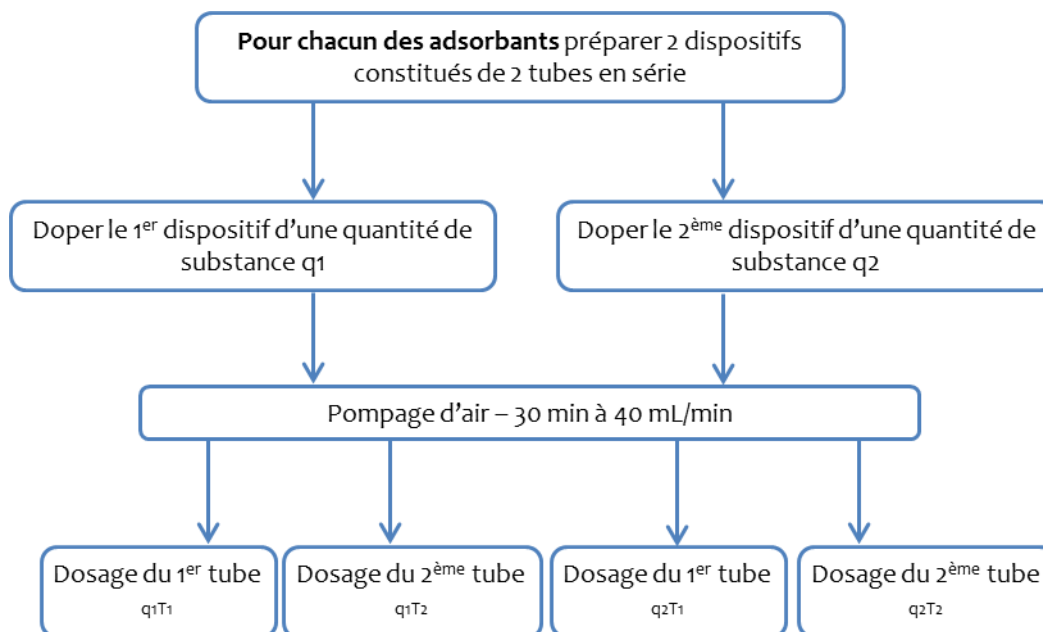 Pour chacun des adsorbants préparer 2 dispositifs
constitués de 2 tubes en série
Doper le 1er dispositif d'une quantité de
substance q1
Doper le 2ème dispositif d'une quantité de
substance q2
Pompage d'air – 30 min à 40 mL/min
Dosage du 1er tube
q1T1
Dosage du 2ème tube
q1T2
Dosage du 1er tube
q2T1
Dosage du 2ème tube
q2T2